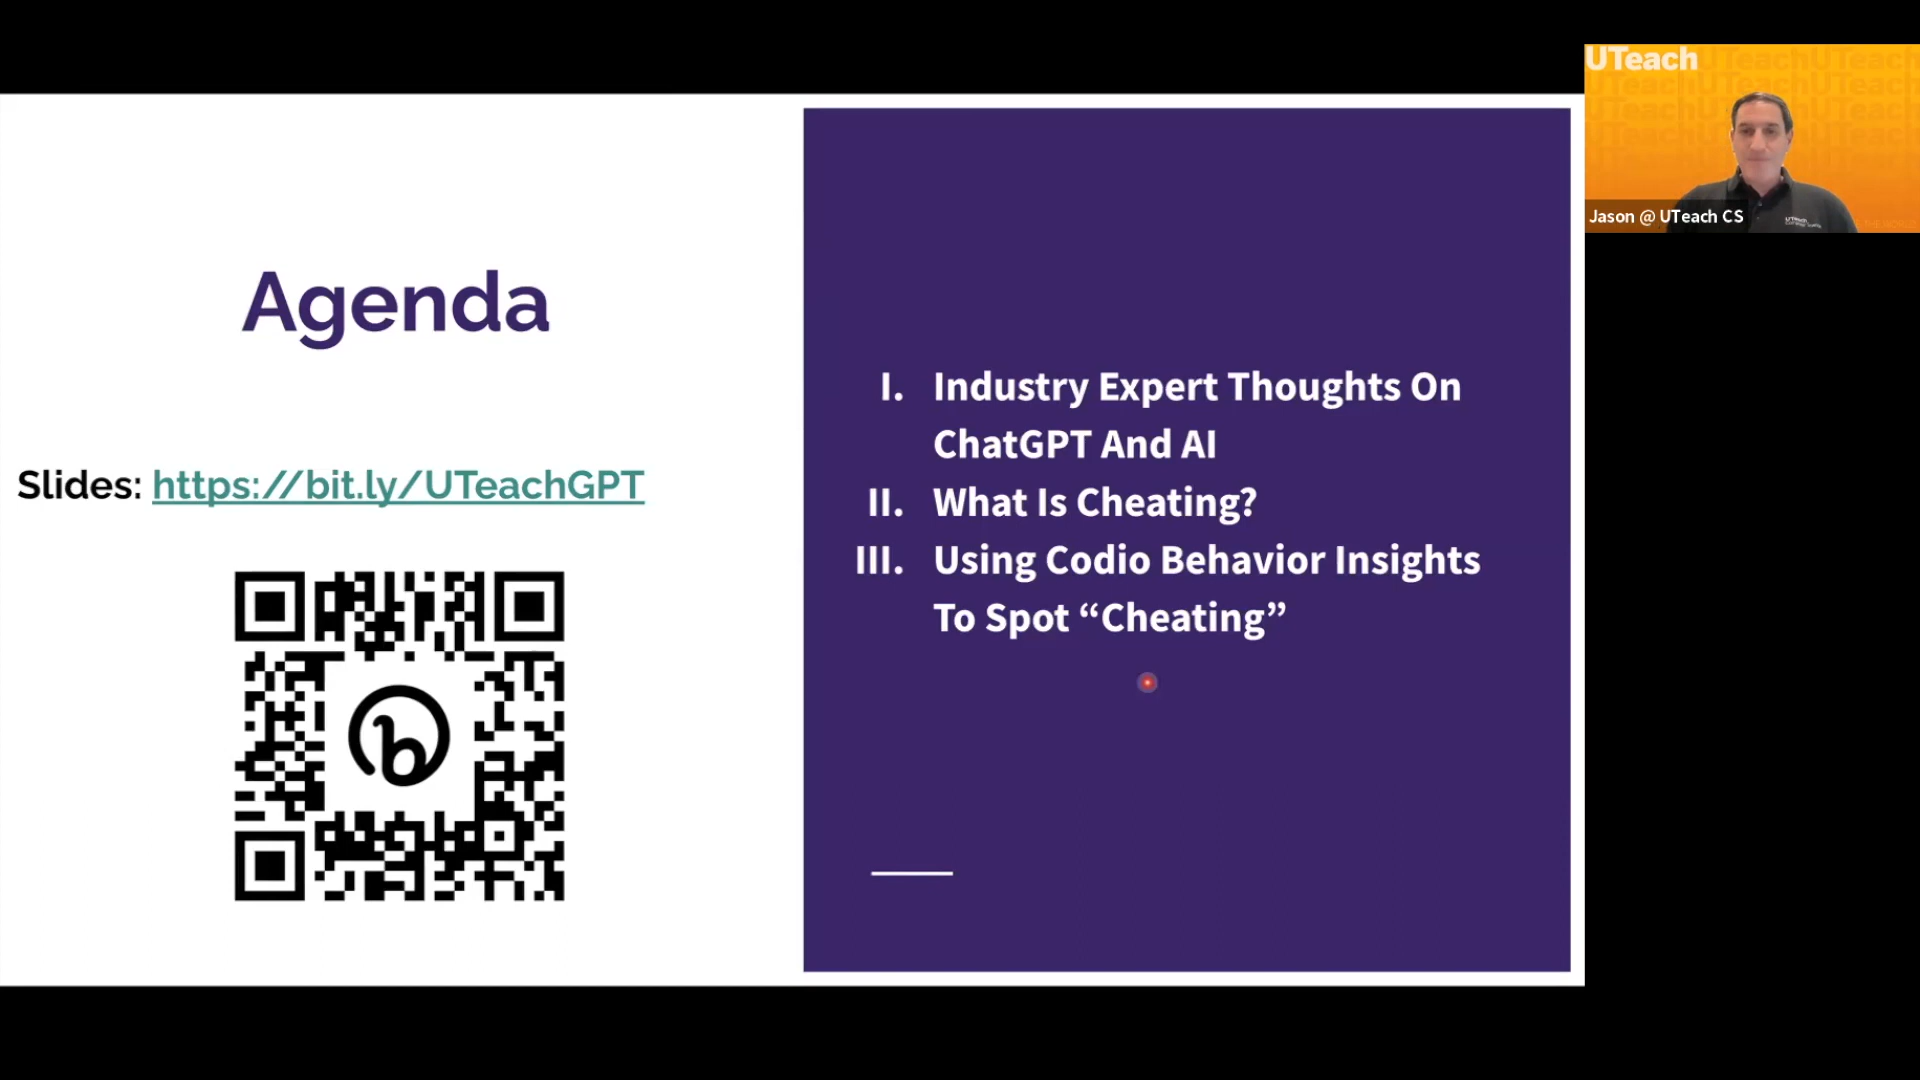 Agenda
Slides: https://bit.ly/UTeachGPT
I. Industry Expert Thoughts On
ChatGPT And AI
II. What Is Cheating?
III. Using Codio Behavior Insights
To Spot “Cheating”
UTeach
Jason @ UTeach CS